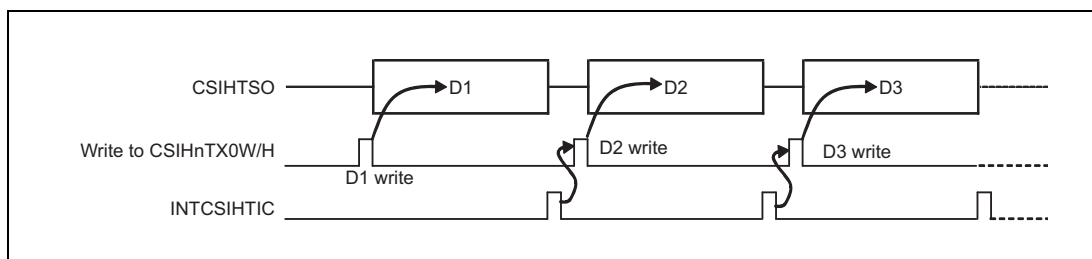 CSIHTSO
D1
D2
D3
Write to CSIHnTX0W/H
D1 write
D2 write
D3 write
INTCSIHTIC